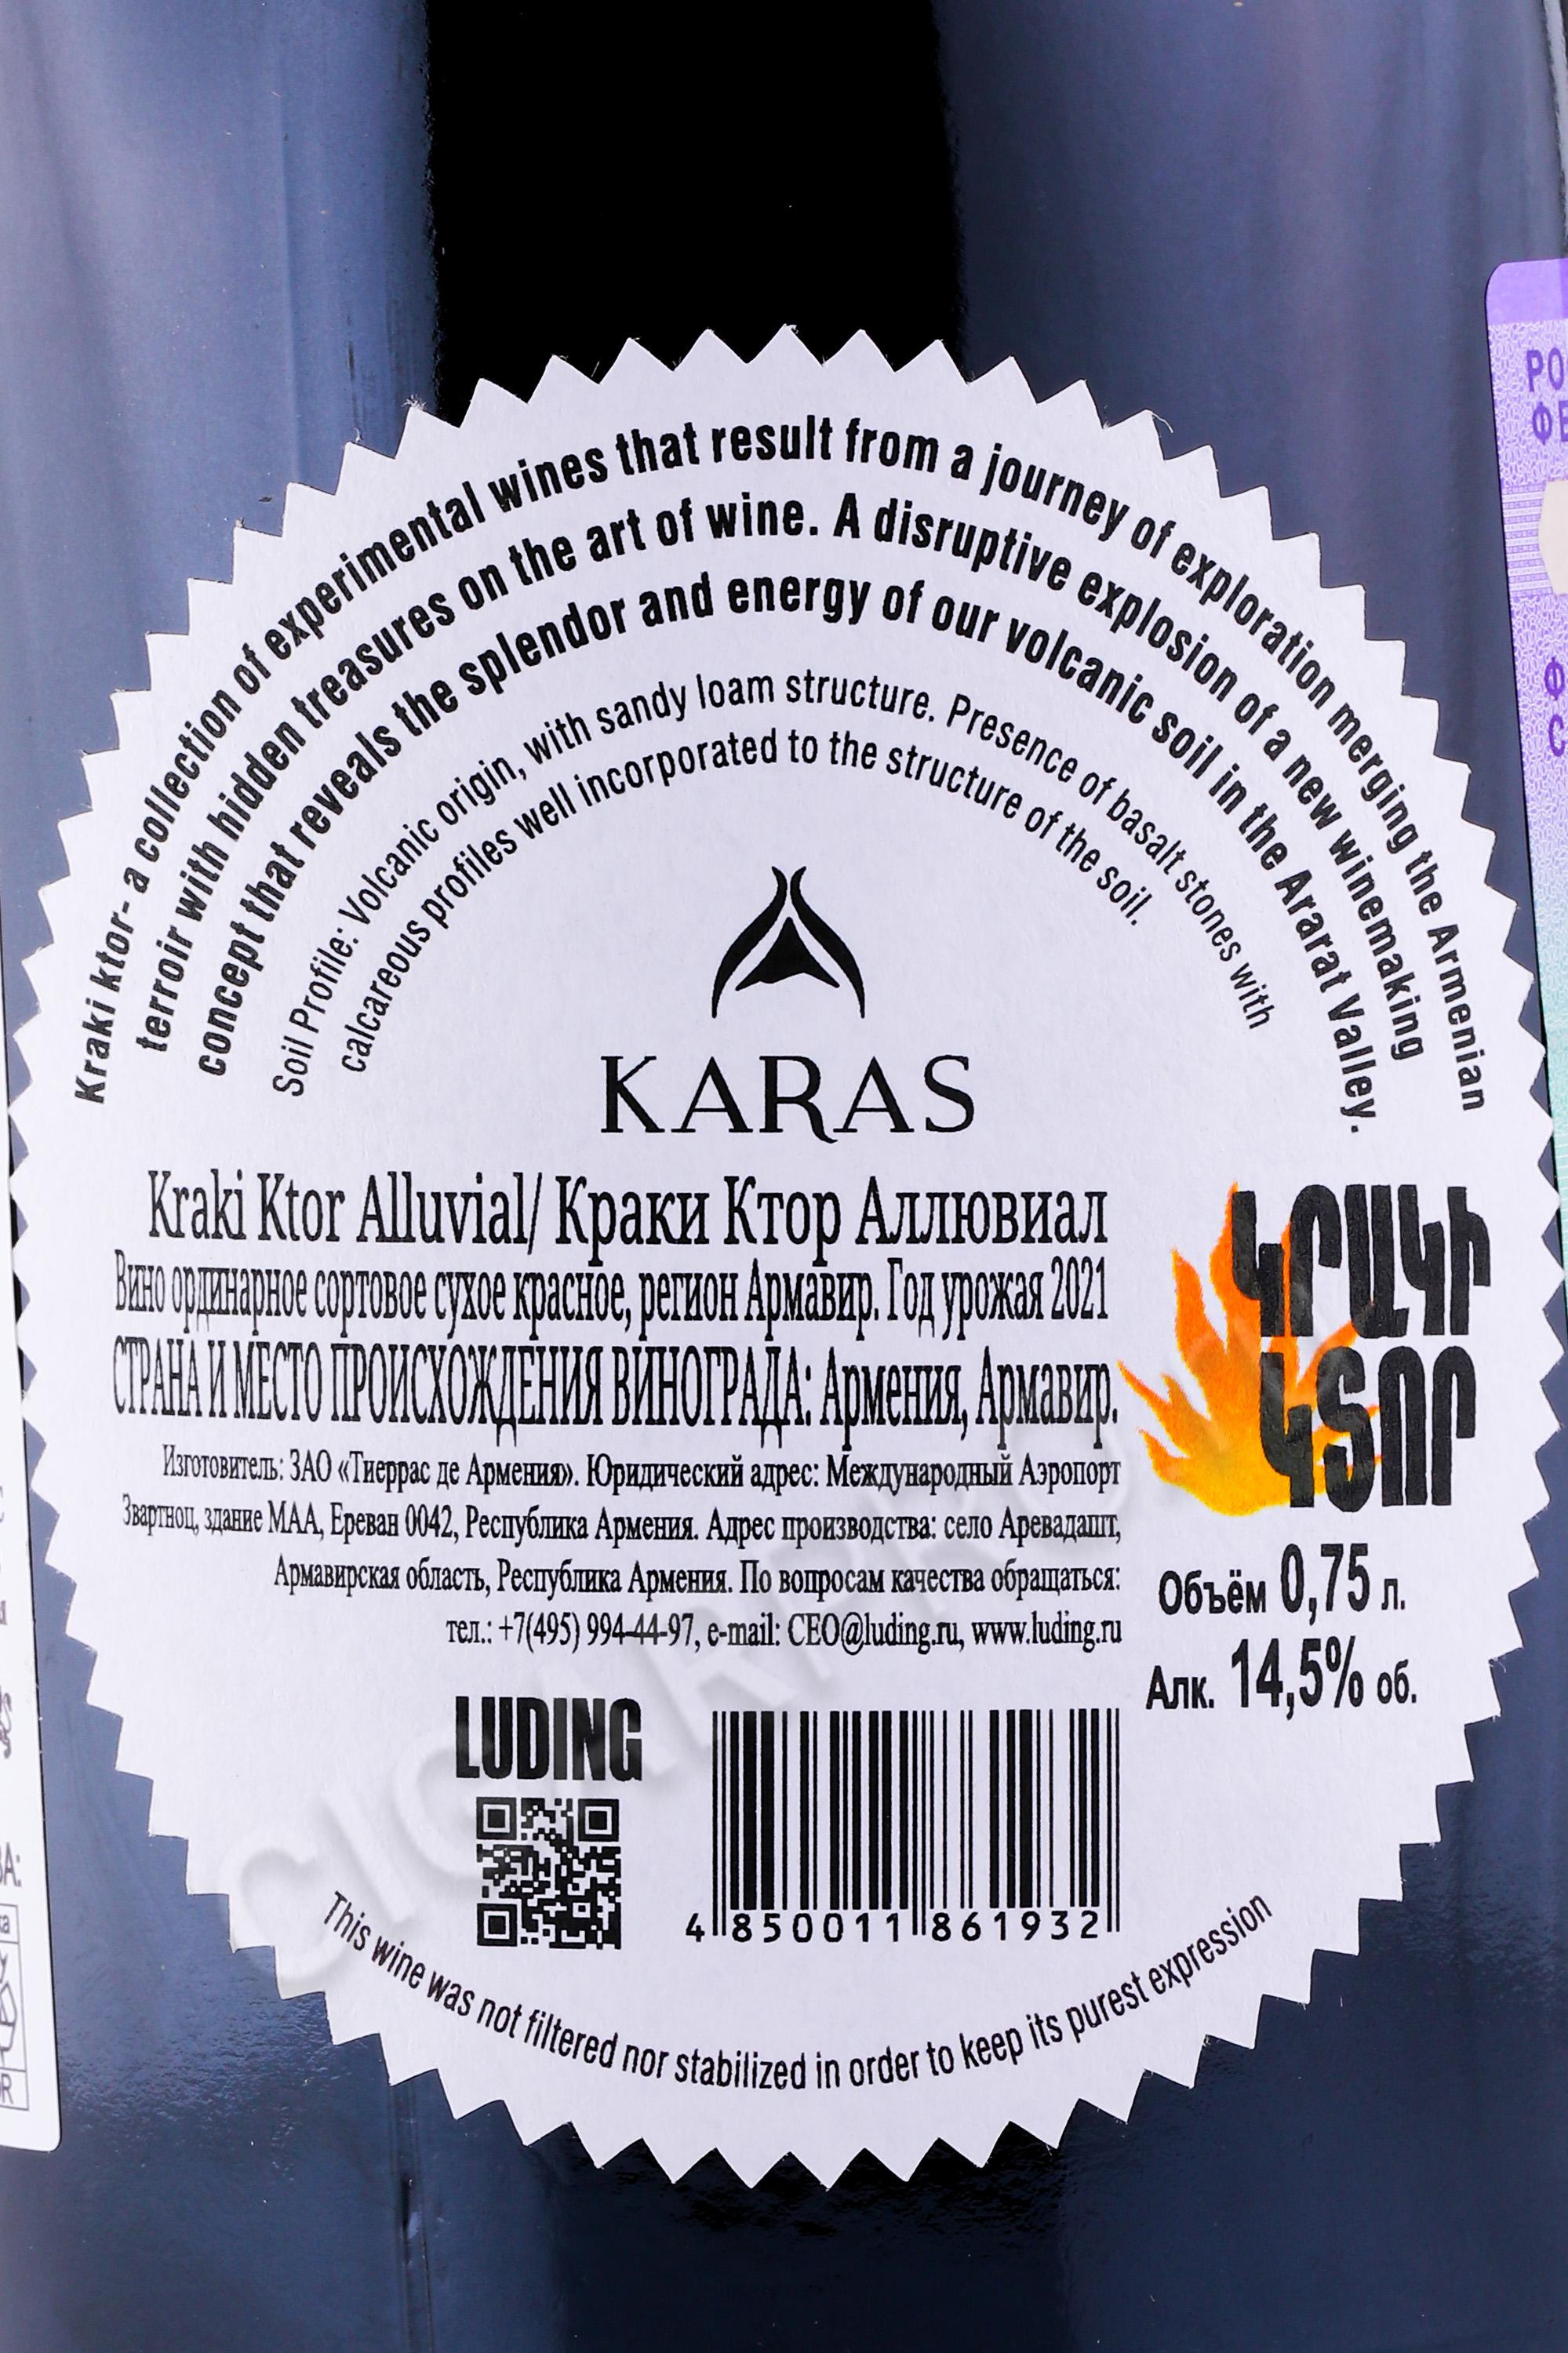 Kraki ktor- a collection of experimental wines that result from a journey of exploration merging the Armenian
terroir with hidden treasures on the art of wine. A disruptive explosion of a new winemaking
concept that reveals the splendor and energy of our volcanic soil in the Ararat Valley.
Soil Profile: Volcanic origin, with sandy loam structure. Presence of basalt stones with
calcareous profiles well incorporated to the structure of the soil.
KARAS
Kraki Ktor Alluvial/ Краки Ктор Аллювиал
Вино ординарное сортовое сухое красное, регион Армавир. Год урожая 2021
СТРАНА И МЕСТО ПРОИСХОЖДЕНИЯ ВИНОГРАДА: Армения, Армавир.
Изготовитель: ЗАО «Тиеррас де Армения». Юридический адрес: Международный Аэропорт
Звартноц, здание МАА, Ереван 0042, Республика Армения. Адрес производства: село Аревадашт,
Армавирская область, Республика Армения. По вопросам качества обращаться:
тел.: +7(495) 994-44-97, e-mail: CEO@luding.ru, www.luding.ru
ԿՐԱԿԻ
ԿՏՈՐ
Объём 0,75 л.
Алк. 14,5% об.
LUDING
4 850011 861932
This wine was not filtered nor stabilized in order to keep its purest expression